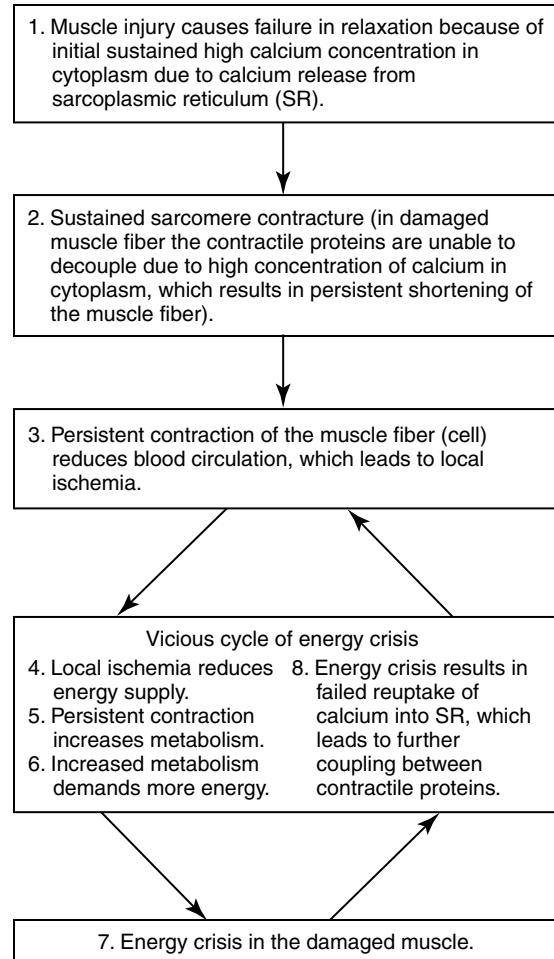 1. Muscle injury causes failure in relaxation because of
initial sustained high calcium concentration in
cytoplasm due to calcium release from
sarcoplasmic reticulum (SR).
2. Sustained sarcomere contracture (in damaged
muscle fiber the contractile proteins are unable to
decouple due to high concentration of calcium in
cytoplasm, which results in persistent shortening of
the muscle fiber).
3. Persistent contraction of the muscle fiber (cell)
reduces blood circulation, which leads to local
ischemia.
Vicious cycle of energy crisis
4. Local ischemia reduces
energy supply.
5. Persistent contraction
increases metabolism.
6. Increased metabolism
demands more energy.
8. Energy crisis results in
failed reuptake of
calcium into SR, which
leads to further
coupling between
contractile proteins.
7. Energy crisis in the damaged muscle.